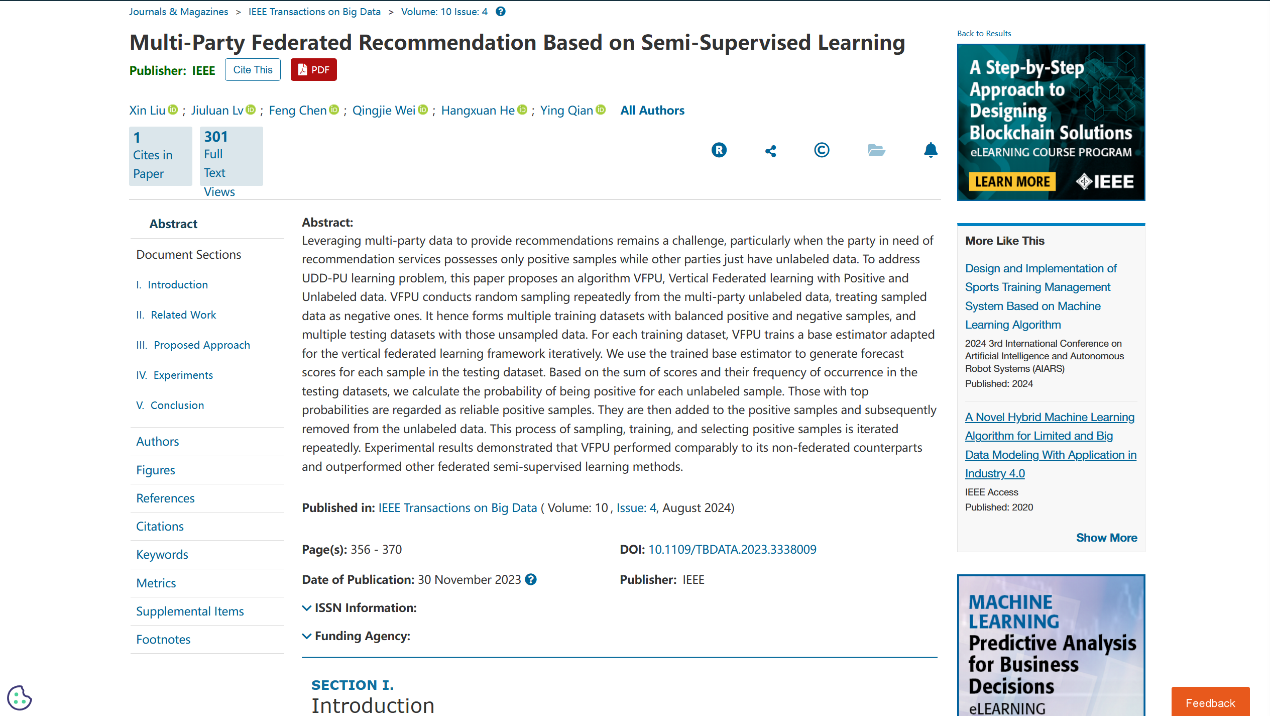 Journals & Magazines > IEEE Transactions on Big Data > Volume: 10 Issue: 4
Multi-Party Federated Recommendation Based on Semi-Supervised Learning
Publisher: IEEE Cite This PDF
Xin Liu ; Jiuluan Lv ; Feng Chen ; Qingjie Wei ; Hangxuan He ; Ying Qian All Authors
1
Cites in
Paper
301
Full
Text
Views
Abstract
Document Sections
I. Introduction
II. Related Work
III. Proposed Approach
IV. Experiments
V. Conclusion
Authors
Figures
References
Citations
Keywords
Metrics
Supplemental Items
Footnotes
Abstract:
Leveraging multi-party data to provide recommendations remains a challenge, particularly when the party in need of
recommendation services possesses only positive samples while other parties just have unlabeled data. To address
UDD-PU learning problem, this paper proposes an algorithm VFPU, Vertical Federated learning with Positive and
Unlabeled data. VFPU conducts random sampling repeatedly from the multi-party unlabeled data, treating sampled
data as negative ones. It hence forms multiple training datasets with balanced positive and negative samples, and
multiple testing datasets with those unsampled data. For each training dataset, VFPU trains a base estimator adapted
for the vertical federated learning framework iteratively. We use the trained base estimator to generate forecast
scores for each sample in the testing dataset. Based on the sum of scores and their frequency of occurrence in the
testing datasets, we calculate the probability of being positive for each unlabeled sample. Those with top
probabilities are regarded as reliable positive samples. They are then added to the positive samples and subsequently
removed from the unlabeled data. This process of sampling, training, and selecting positive samples is iterated
repeatedly. Experimental results demonstrated that VFPU performed comparably to its non-federated counterparts
and outperformed other federated semi-supervised learning methods.
Published in: IEEE Transactions on Big Data ( Volume: 10 , Issue: 4, August 2024)
Page(s): 356 - 370
DOI: 10.1109/TBDATA.2023.3338009
Date of Publication: 30 November 2023
Publisher: IEEE
ISSN Information:
Funding Agency:
SECTION I.
Introduction
Back to Results
A Step-by-Step
Approach to
Designing
Blockchain Solutions
eLEARNING COURSE PROGRAM
LEARN MORE IEEE
More Like This
Design and Implementation of
Sports Training Management
System Based on Machine
Learning Algorithm
2024 3rd International Conference on
Artificial Intelligence and Autonomous
Robot Systems (AIARS)
Published: 2024
A Novel Hybrid Machine Learning
Algorithm for Limited and Big
Data Modeling With Application in
Industry 4.0
IEEE Access
Published: 2020
Show More
MACHINE
LEARNING
Predictive Analysis
for Business
Decisions
eLEARNING
Feedback